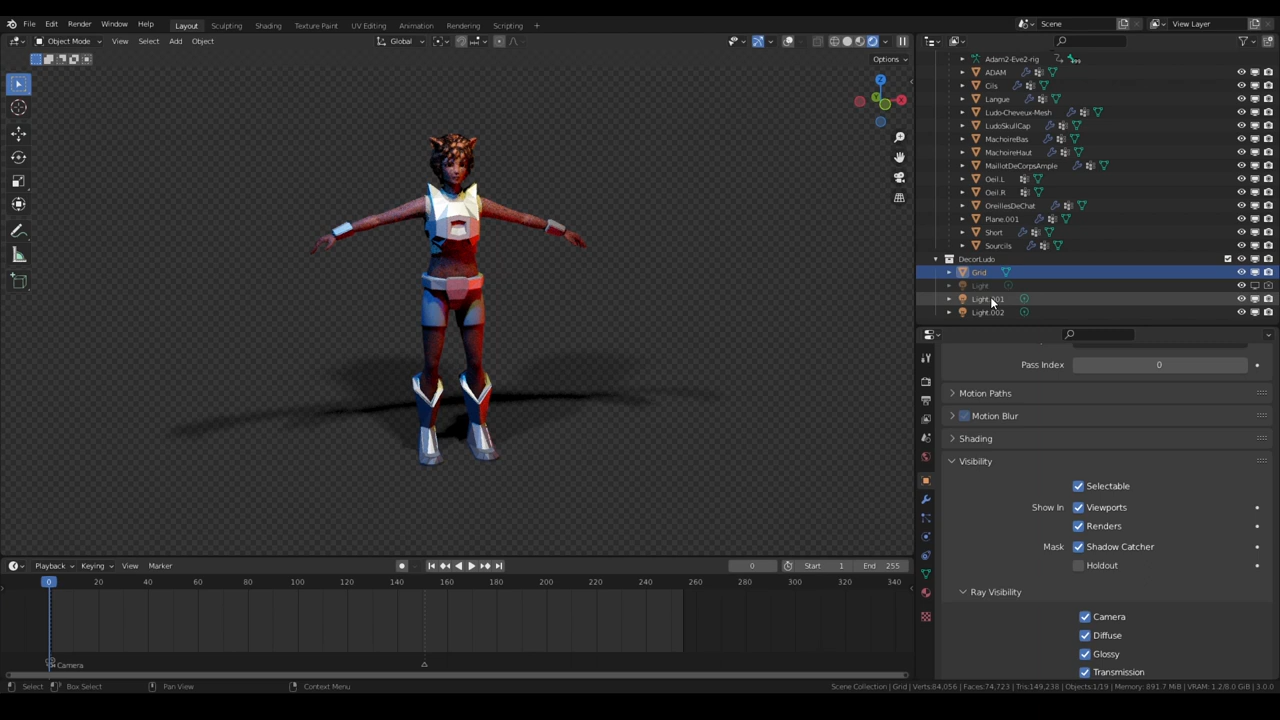 File Edit Render Window Help Layout Sculpting Shading Texture Paint UV Editing Animation Rendering Scripting + Scene View Layer
Object Mode View Select Add Object Global
Options
Z X Y
Adam2-Eve2-rig
ADAM
Cils
Langue
Ludo-Cheveux-Mesh
LudoSkullCap
MachoireBas
MachoireHaut
MaillotDeCorpsAmple
Oeil.L
Oeil.R
OreillesDeChat
Plane.001
Short
Sourcils
DecorLudo
Grid
Light
Light.001
Light.002
Pass Index 0
Motion Paths
Motion Blur
Shading
Visibility
Selectable
Show In Viewports
Renders
Mask Shadow Catcher
Holdout
Ray Visibility
Camera
Diffuse
Glossy
Transmission
Playback Keying View Marker 0 Start 1 End 255
0 20 40 60 80 100 120 140 160 180 200 220 240 260 280 300 320 340
Camera
Select Box Select Pan View Context Menu Scene Collection | Grid | Verts:84,056 | Faces:74,723 | Tris:149,238 | Objects:1/19 | Memory: 891.7 MiB | VRAM: 1.2/8.0 GiB | 3.0.0